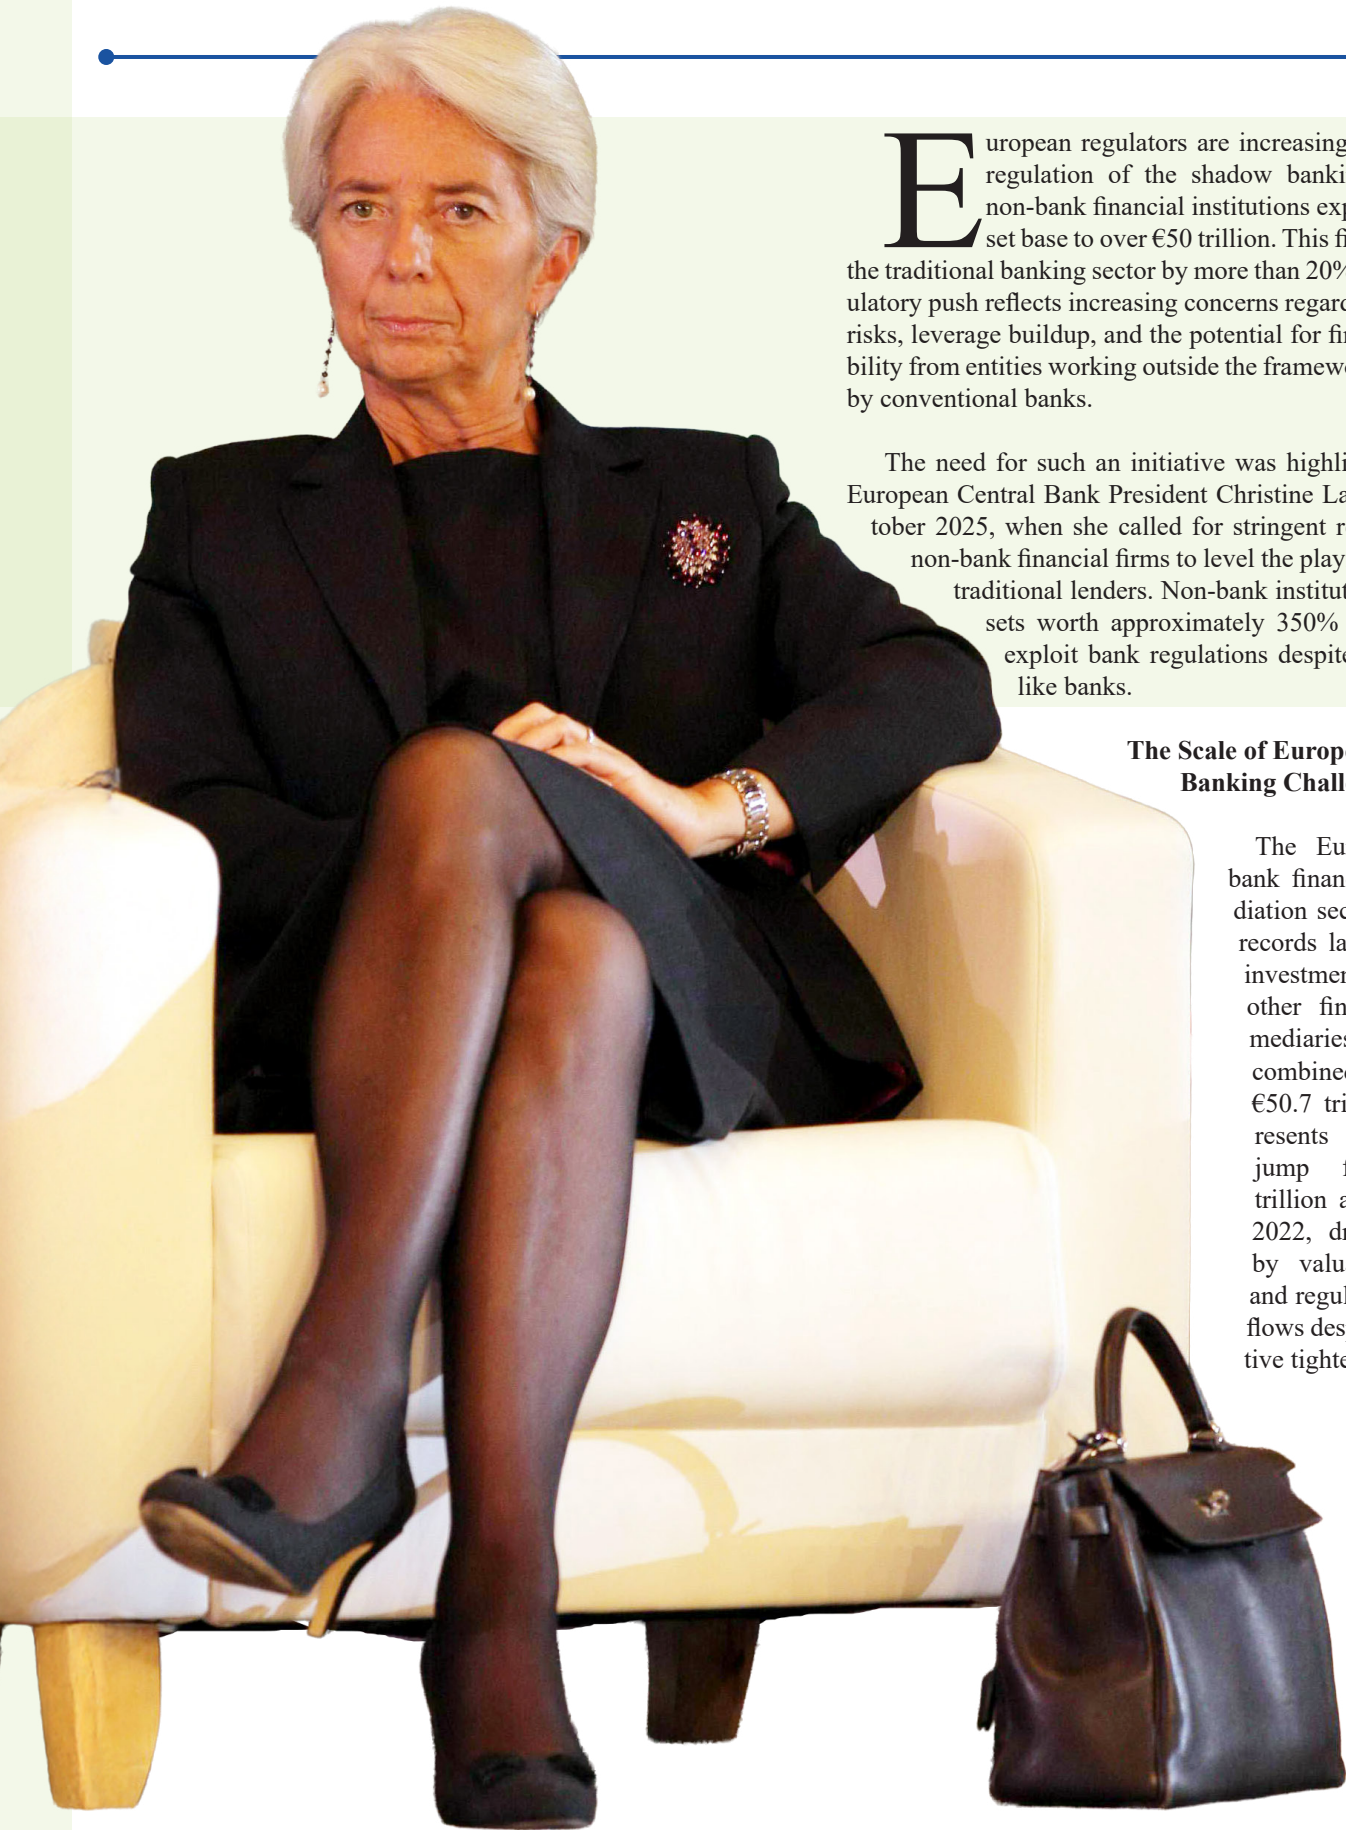 European regulators are increasing
regulation of the shadow banki
non-bank financial institutions exp
set base to over €50 trillion. This fi
the traditional banking sector by more than 20%
ulatory push reflects increasing concerns regard
risks, leverage buildup, and the potential for fin
bility from entities working outside the framewo
by conventional banks.
The need for such an initiative was highli
European Central Bank President Christine La
tober 2025, when she called for stringent r
non-bank financial firms to level the play
traditional lenders. Non-bank institut
sets worth approximately 350%
exploit bank regulations despite
like banks.
The Scale of Europe
Banking Challe
The Eu
bank finan
diation sec
records la
investmen
other fin
mediaries
combined
€50.7 tri
resents
jump f
trillion a
2022, dr
by valu
and regul
flows des
tive tighte